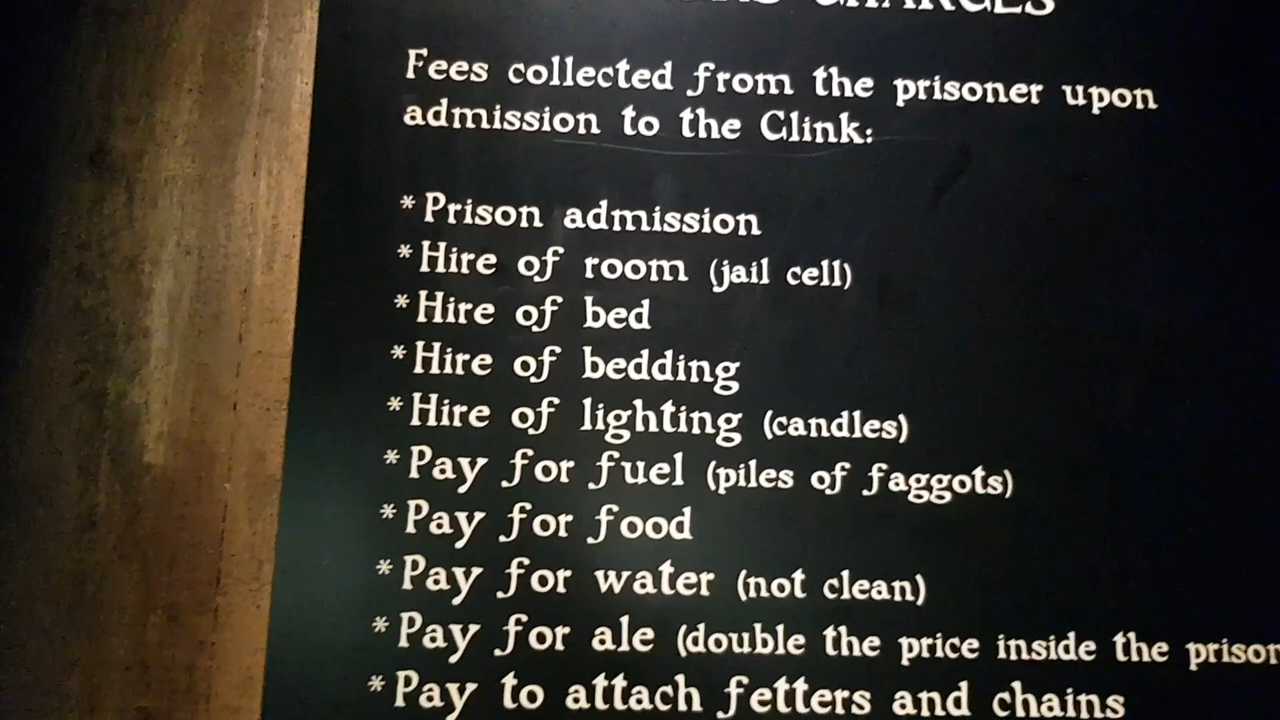 CHARGES
Fees collected from the prisoner upon
admission to the Clink:
*Prison admission
*Hire of room (jail cell)
*Hire of bed
*Hire of bedding
*Hire of lighting (candles)
*Pay for fuel (piles of faggots)
*Pay for food
*Pay for water (not clean)
*Pay for ale (double the price inside the prison
*Pay to attach fetters and chains